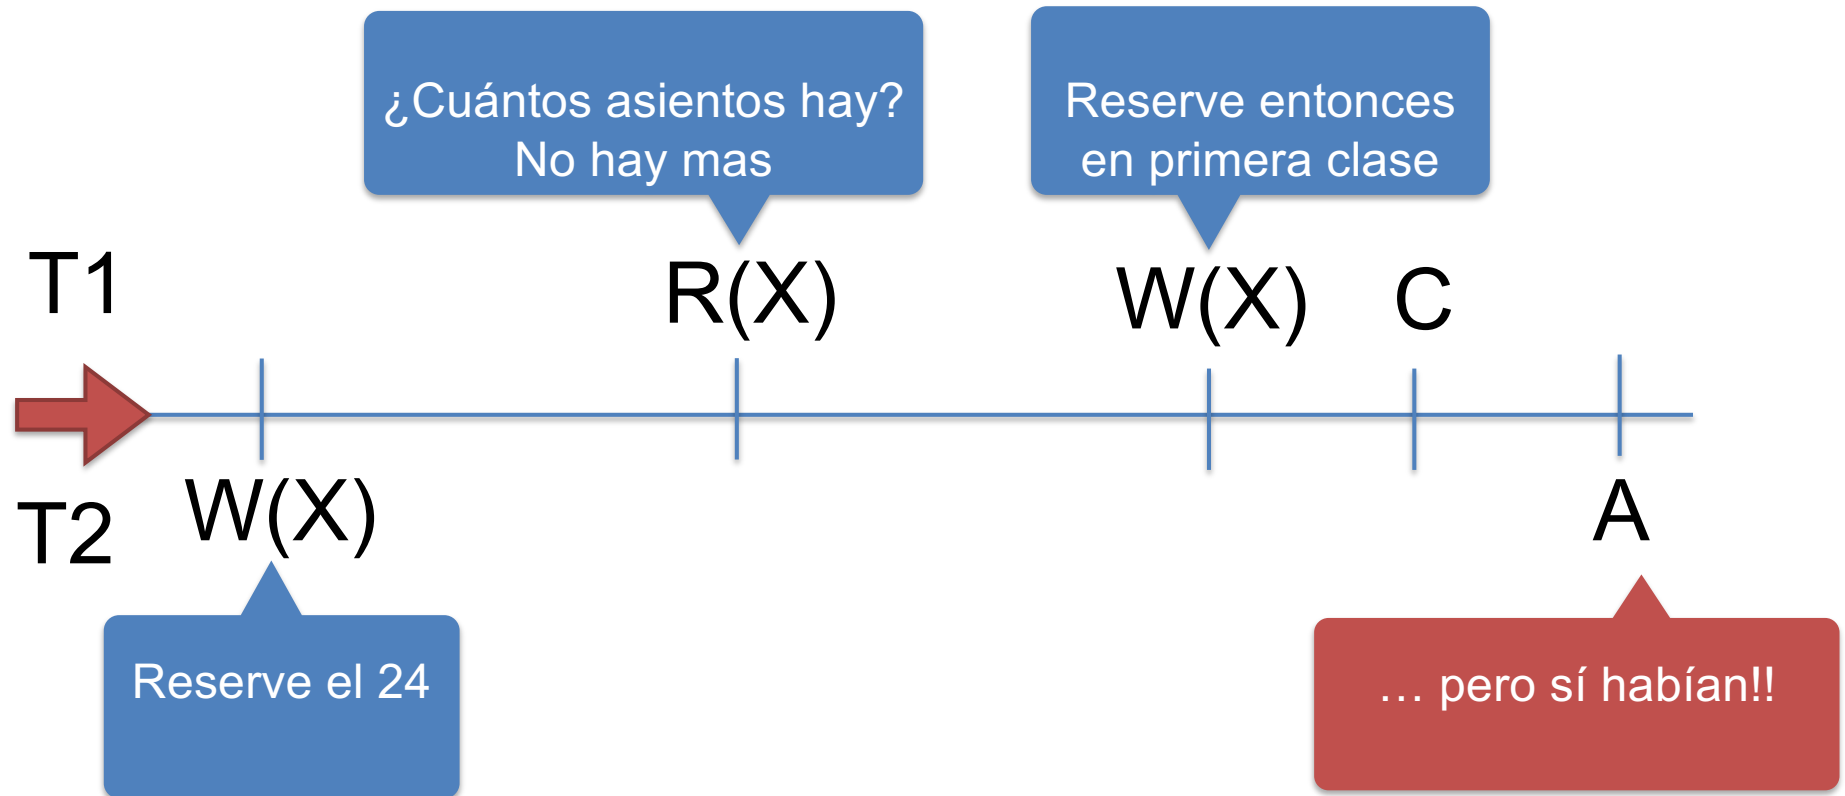 ¿Cuántos asientos hay?
No hay mas
Reserve entonces
en primera clase
T1
R(X)
W(X)
C
T2
W(X)
A
Reserve el 24
… pero sí habían!!